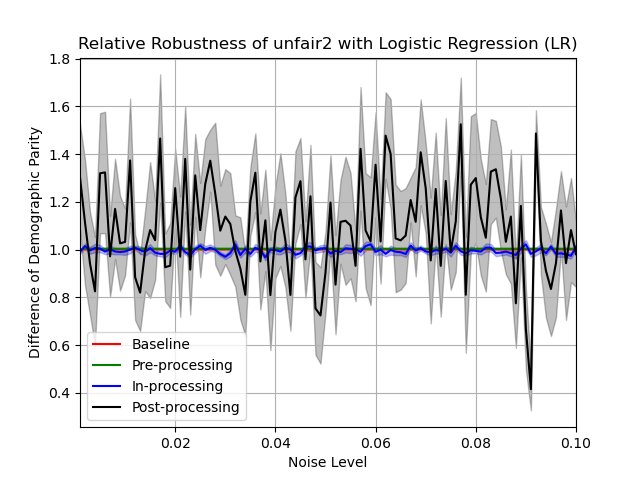 Relative Robustness of unfair2 with Logistic Regression (LR)
Difference of Demographic Parity
1.8
1.6
1.4
1.2
1.0
0.8
0.6
0.4
Baseline
Pre-processing
In-processing
Post-processing
0.02 0.04 0.06 0.08 0.10
Noise Level